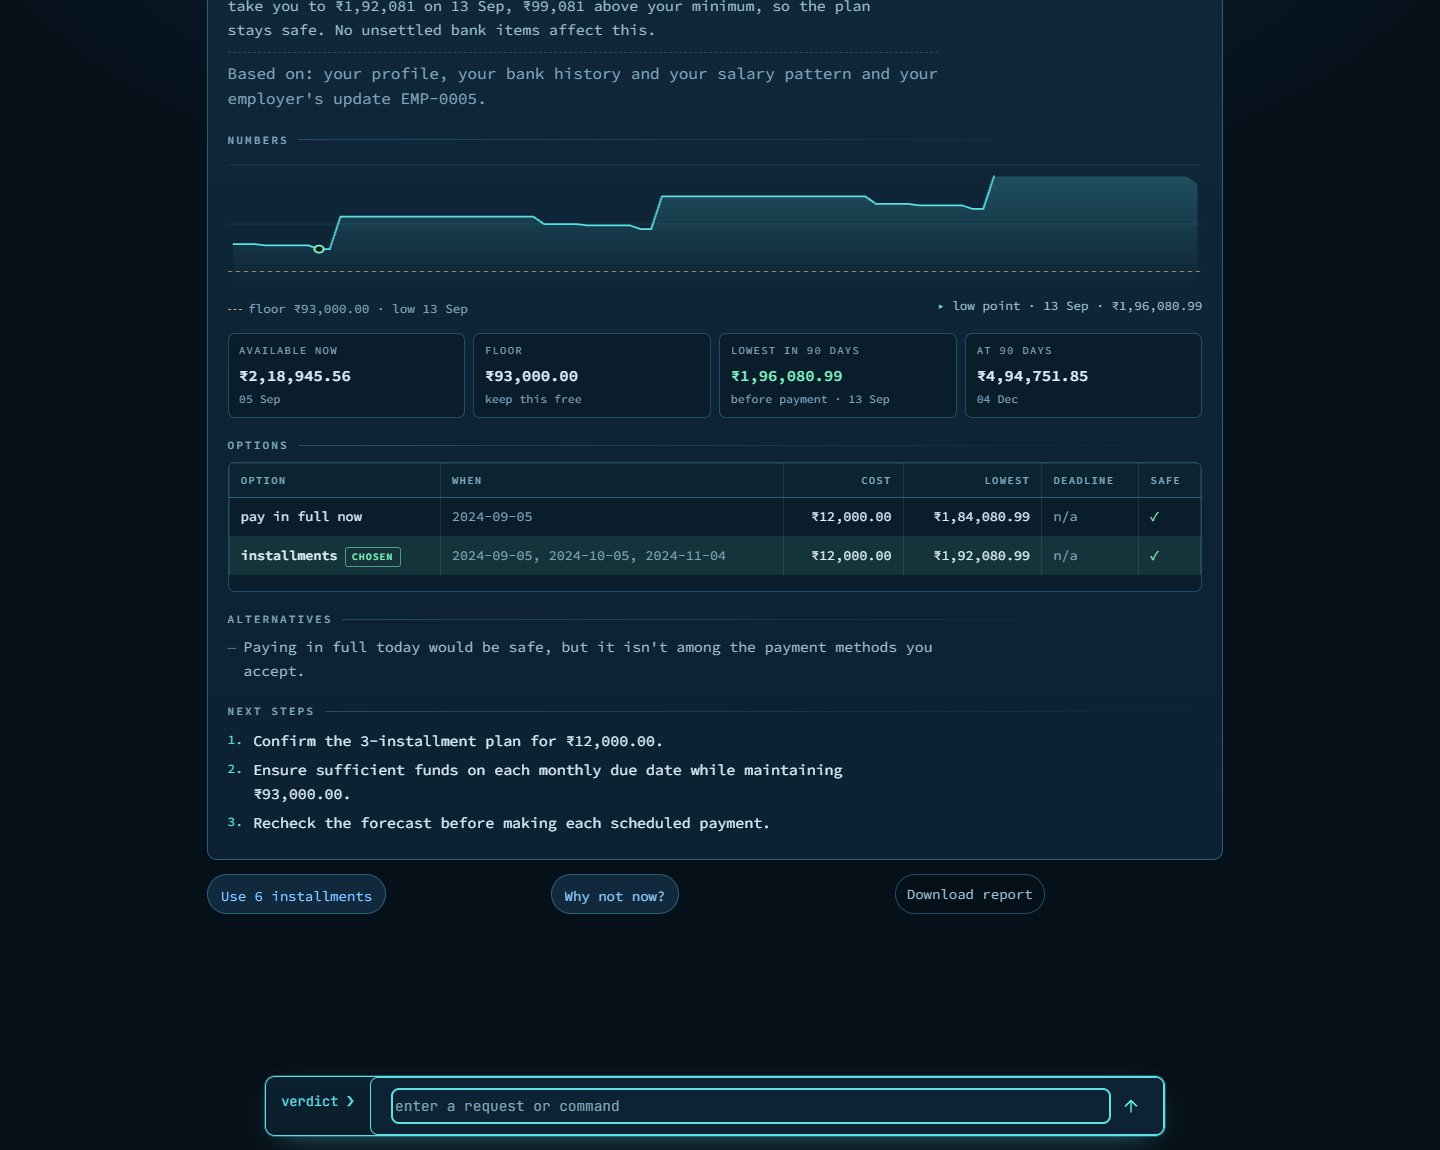 take you to ₹1,92,081 on 13 Sep, ₹99,081 above your minimum, so the plan
stays safe. No unsettled bank items affect this.
Based on: your profile, your bank history and your salary pattern and your
employer's update EMP-0005.
NUMBERS
--- floor ₹93,000.00 · low 13 Sep
▸ low point · 13 Sep · ₹1,96,080.99
AVAILABLE NOW
₹2,18,945.56
05 Sep
FLOOR
₹93,000.00
keep this free
LOWEST IN 90 DAYS
₹1,96,080.99
before payment · 13 Sep
AT 90 DAYS
₹4,94,751.85
04 Dec
OPTIONS
OPTION WHEN COST LOWEST DEADLINE SAFE
pay in full now 2024-09-05 ₹12,000.00 ₹1,84,080.99 n/a ✓
installments CHOSEN 2024-09-05, 2024-10-05, 2024-11-04 ₹12,000.00 ₹1,92,080.99 n/a ✓
ALTERNATIVES
— Paying in full today would be safe, but it isn't among the payment methods you
accept.
NEXT STEPS
1. Confirm the 3-installment plan for ₹12,000.00.
2. Ensure sufficient funds on each monthly due date while maintaining
₹93,000.00.
3. Recheck the forecast before making each scheduled payment.
Use 6 installments
Why not now?
Download report
verdict ❯
enter a request or command